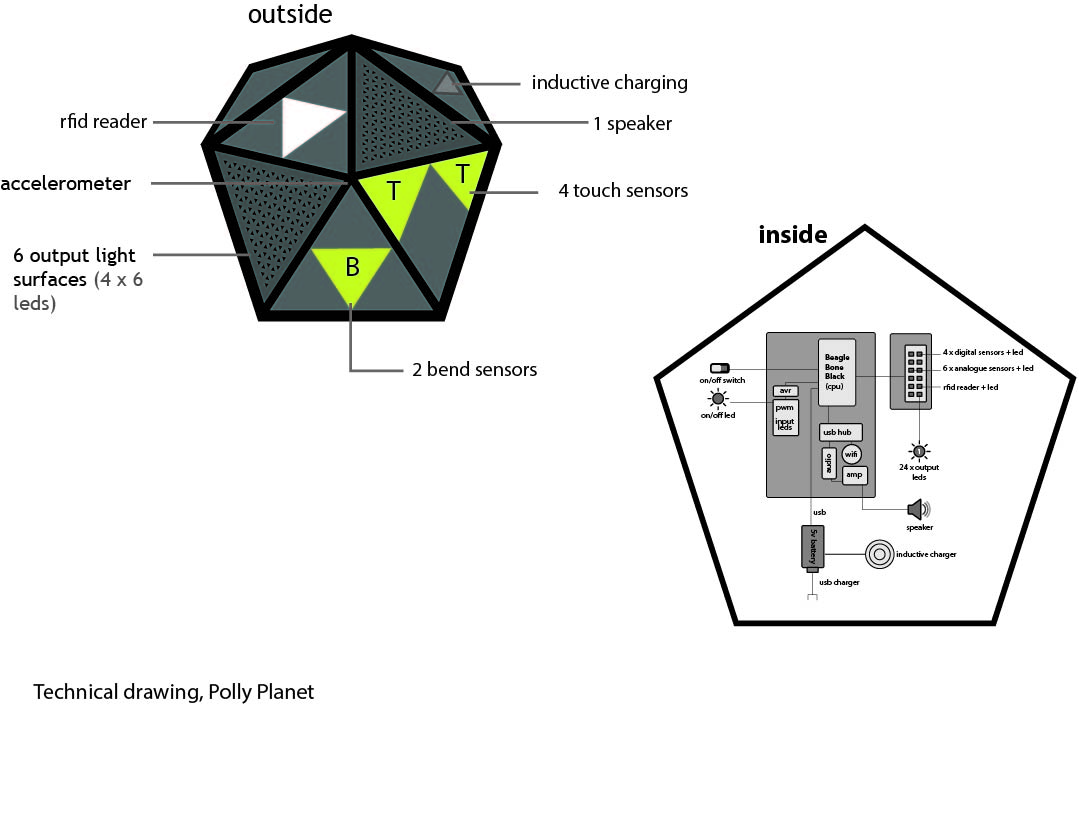 outside
inductive charging
rfid reader
1 speaker
accelerometer
T
T
4 touch sensors
6 output light
surfaces (4 x 6
leds)
B
2 bend sensors
inside
Beagle
Bone
Black
(cpu)
4 x digital sensors + led
6 x analogue sensors + led
rfid reader + led
on/off switch
on/off led
avr
pwm
input
leds
usb hub
audio
wifi
amp
1
24 x output
leds
speaker
usb
5v battery
inductive charger
usb charger
Technical drawing, Polly Planet